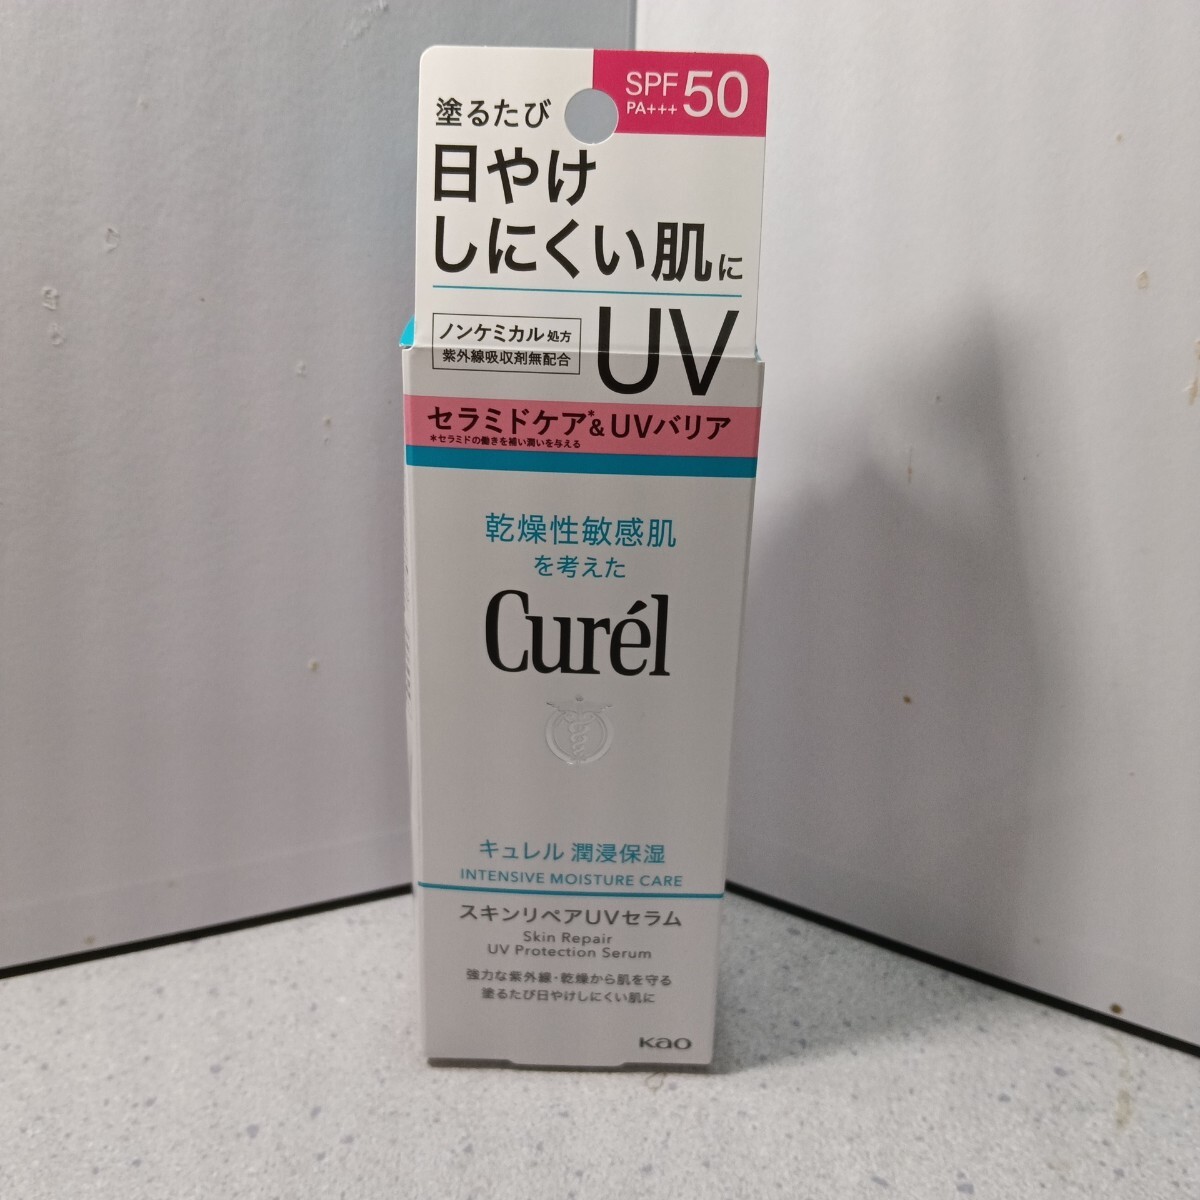 SPF 50
PA+++
塗るたび
日やけ
しにくい肌に
UV
ノンケミカル処方
紫外線吸収剤無配合
セラミドケア*&UVバリア
*セラミドの働きを補い潤いを与える
乾燥性敏感肌
を考えた
Curél
キュレル 潤浸保湿
INTENSIVE MOISTURE CARE
スキンリペアUVセラム
Skin Repair
UV Protection Serum
強力な紫外線・乾燥から肌を守る
塗るたび日やけしにくい肌に
Kao